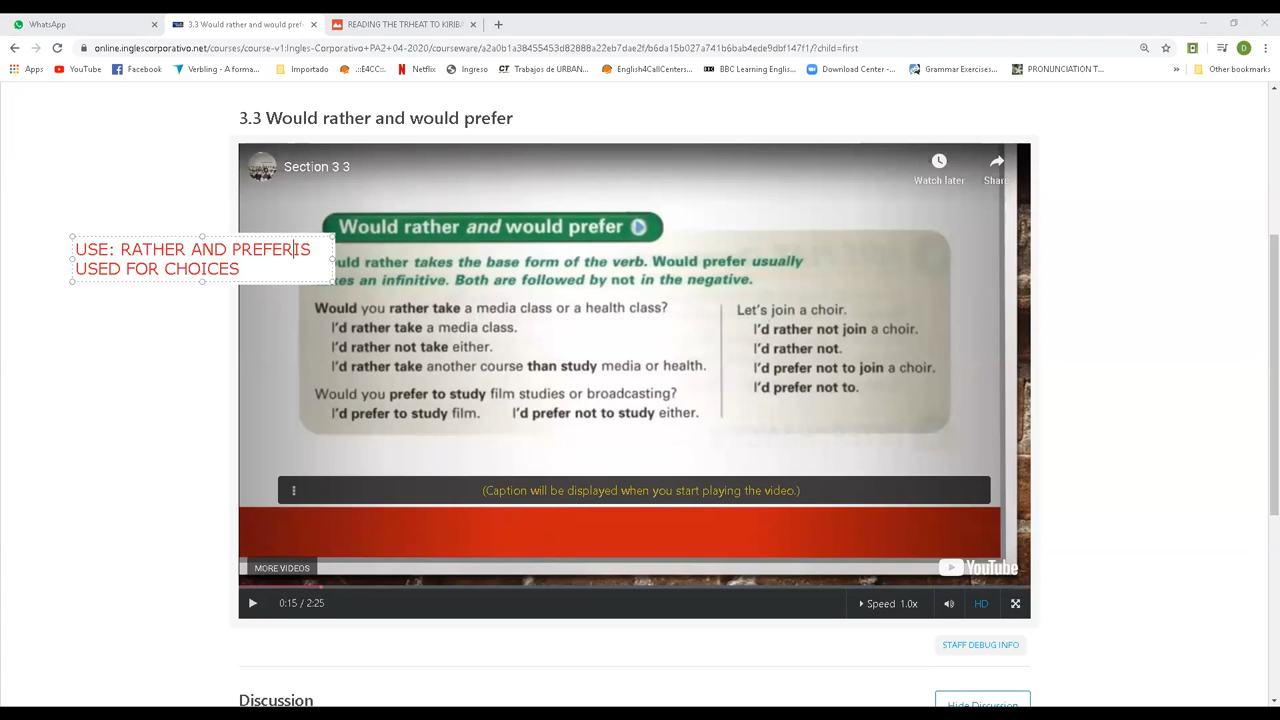 WhatsApp
3.3 Would rather and would pref
READING THE TRHEAT TO KIRIBA
online.inglescorporativo.net/courses/course-v1:Ingles-Corporativo+PA2+04-2020/courseware/a2a0b1a38455453d82888a22eb7dae2f/b6da15b027a741b6bab4ede9dbf147f1/?child=first
Apps
YouTube
Facebook
Verbling - A forma...
Importado
.::E4CC::.
Netflix
Ingreso
Trabajos de URBAN...
English4CallCenters...
BBC Learning Englis...
Download Center -...
Grammar Exercises...
PRONUNCIATION T...
Other bookmarks
3.3 Would rather and would prefer
Section 3 3
Watch later
Shar
Would rather and would prefer
USE: RATHER AND PREFERIS
USED FOR CHOICES
uld rather takes the base form of the verb. Would prefer usually
es an infinitive. Both are followed by not in the negative.
Would you rather take a media class or a health class?
I'd rather take a media class.
I'd rather not take either.
I'd rather take another course than study media or health.
Would you prefer to study film studies or broadcasting?
I'd prefer to study film. I'd prefer not to study either.
Let's join a choir.
I'd rather not join a choir.
I'd rather not.
I'd prefer not to join a choir.
I'd prefer not to.
(Caption will be displayed when you start playing the video.)
MORE VIDEOS
YouTube
0:15 / 2:25
Speed 1.0x
HD
STAFF DEBUG INFO
Discussion
Hide Discussion